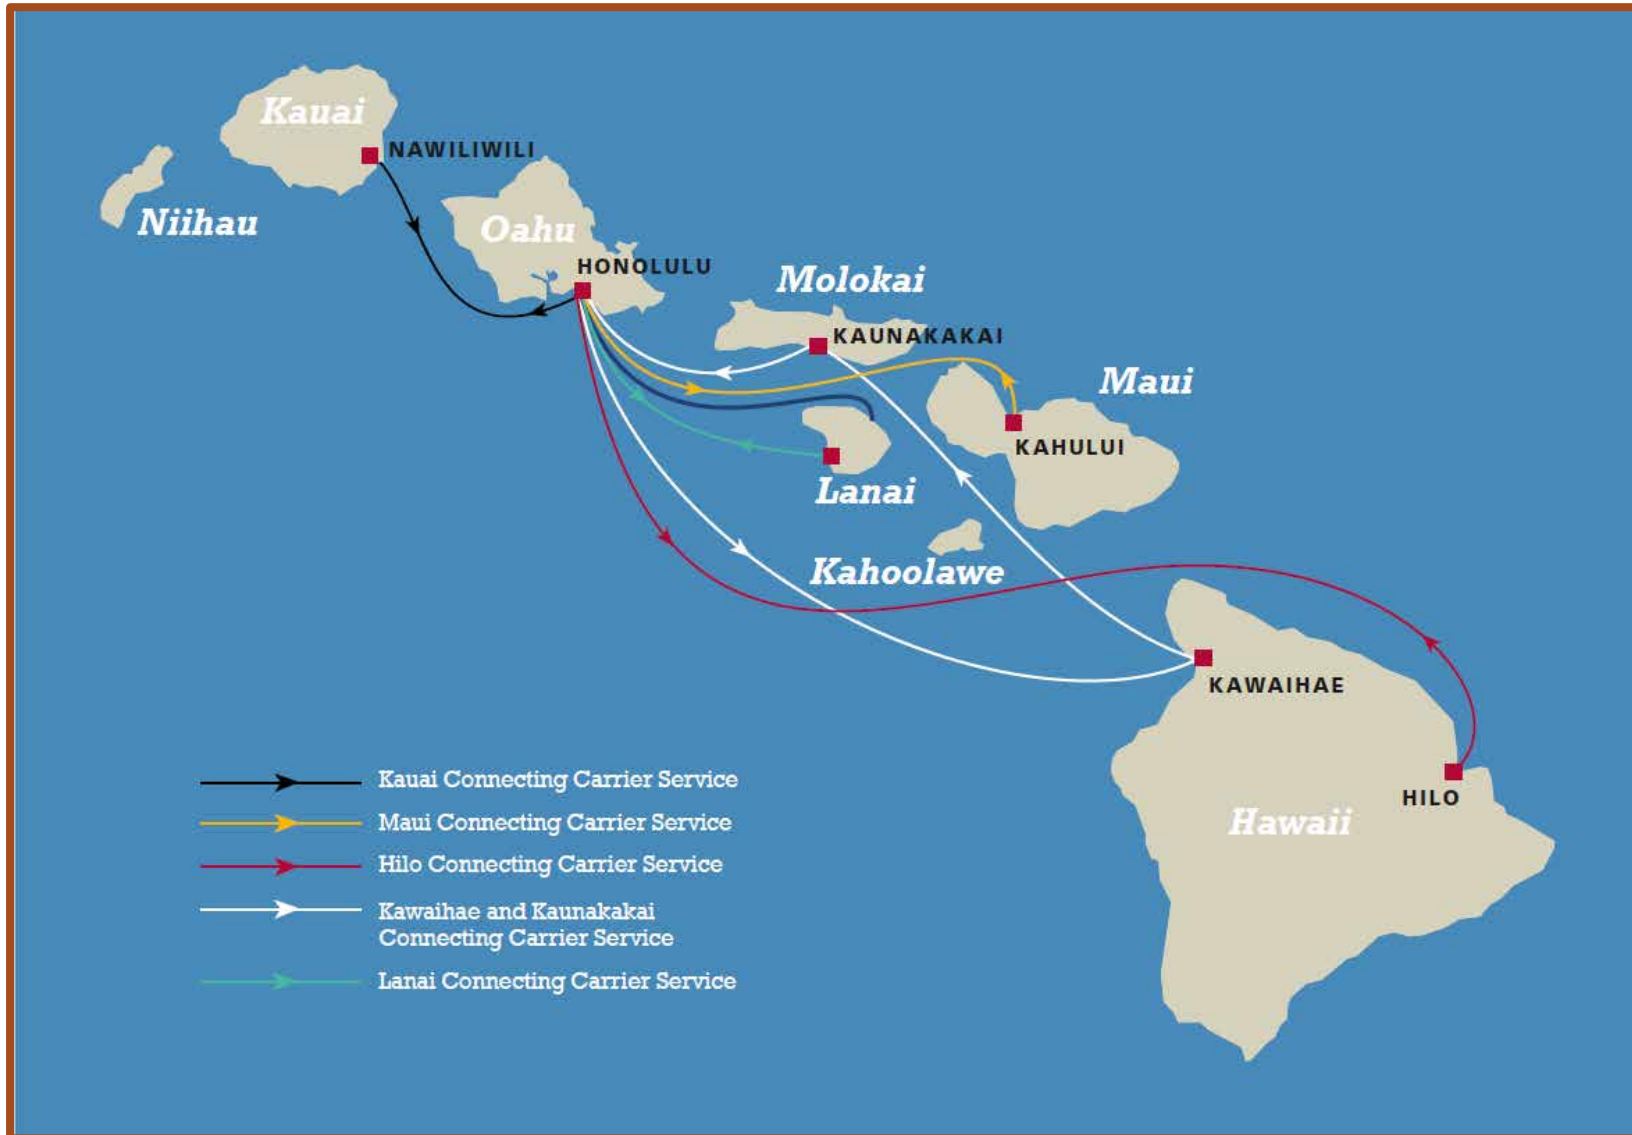 Kauai
NAWILIWILI
Niihau
Oahu
HONOLULU
Molokai
KAUNAKAKAI
Maui
KAHULUI
Lanai
Kahoolawe
KAWAIHAE
HILO
Hawaii
Kauai Connecting Carrier Service
Maui Connecting Carrier Service
Hilo Connecting Carrier Service
Kawaihae and Kaunakakai
Connecting Carrier Service
Lanai Connecting Carrier Service